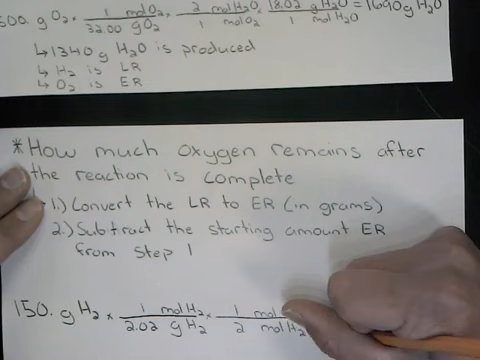 1500. g O₂ × 1 mol O₂ / 32.00 g O₂ × 2 mol H₂O / 1 mol O₂ × 18.02 g H₂O / 1 mol H₂O = 1690 g H₂O
↳ 1340 g H₂O is produced
↳ H₂ is LR
↳ O₂ is ER
*How much oxygen remains after
the reaction is complete
1.) Convert the LR to ER (in grams)
2.) Subtract the starting amount ER
from Step 1
150. g H₂ × 1 mol H₂ / 2.02 g H₂ × 1 mol / 2 mol H₂